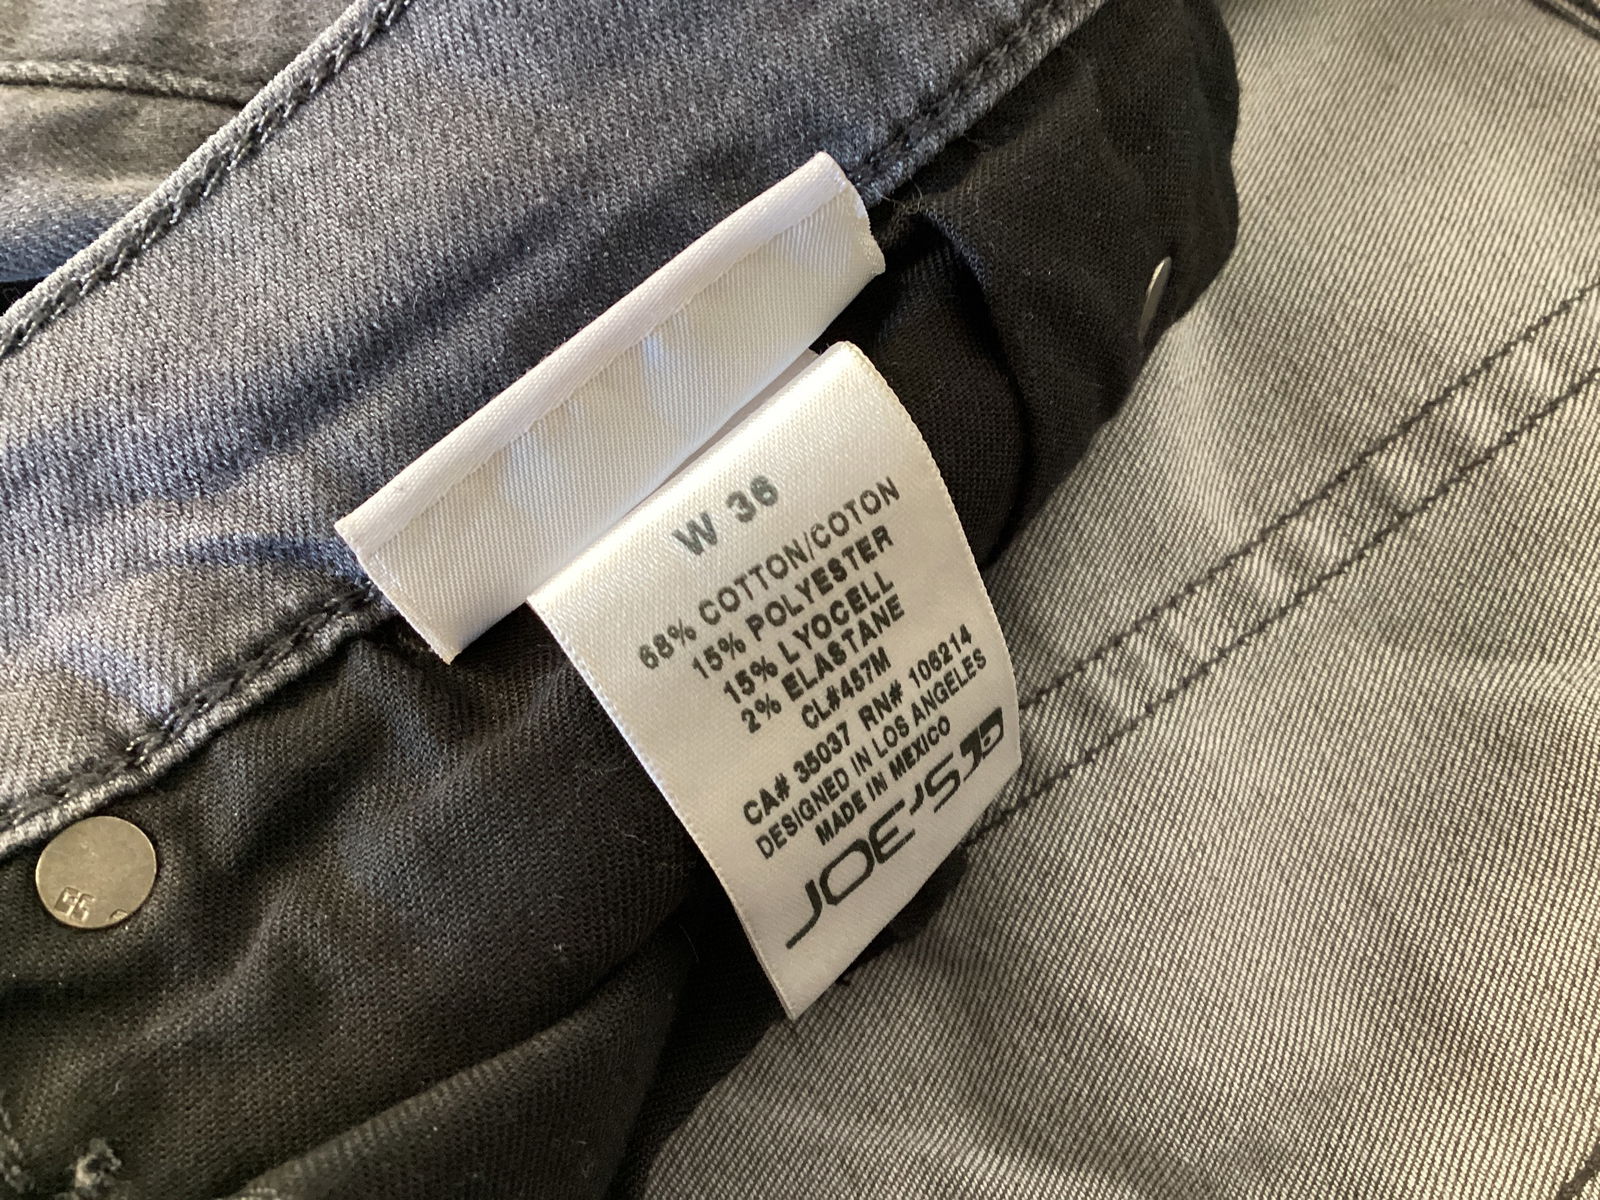 W 36
68% COTTON/COTON
15% POLYESTER
15% LYOCELL
2% ELASTANE
CL#487M
CA# 35037 RN# 106214
DESIGNED IN LOS ANGELES
MADE IN MEXICO
JOE'S